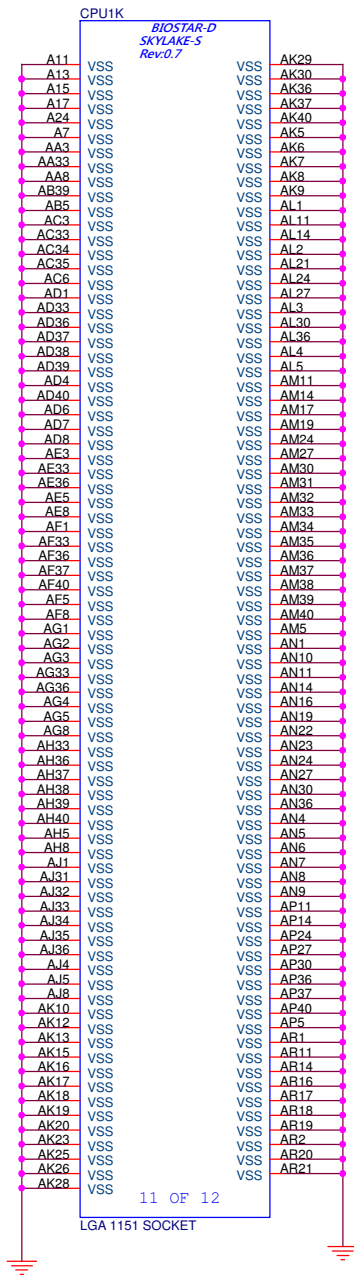 CPU1K
BIOSTAR-D
SKYLAKE-S
Rev:0.7
A11 VSS VSS AK29
A13 VSS VSS AK30
A15 VSS VSS AK36
A17 VSS VSS AK37
A24 VSS VSS AK40
A7 VSS VSS AK5
AA3 VSS VSS AK6
AA33 VSS VSS AK7
AA8 VSS VSS AK8
AB39 VSS VSS AK9
AB5 VSS VSS AL1
AC3 VSS VSS AL11
AC33 VSS VSS AL14
AC34 VSS VSS AL2
AC35 VSS VSS AL21
AC6 VSS VSS AL24
AD1 VSS VSS AL27
AD33 VSS VSS AL3
AD36 VSS VSS AL30
AD37 VSS VSS AL36
AD38 VSS VSS AL4
AD39 VSS VSS AL5
AD4 VSS VSS AM11
AD40 VSS VSS AM14
AD6 VSS VSS AM17
AD7 VSS VSS AM19
AD8 VSS VSS AM24
AE3 VSS VSS AM27
AE33 VSS VSS AM30
AE36 VSS VSS AM31
AE5 VSS VSS AM32
AE8 VSS VSS AM33
AF1 VSS VSS AM34
AF33 VSS VSS AM35
AF36 VSS VSS AM36
AF37 VSS VSS AM37
AF40 VSS VSS AM38
AF5 VSS VSS AM39
AF8 VSS VSS AM40
AG1 VSS VSS AM5
AG2 VSS VSS AN1
AG3 VSS VSS AN10
AG33 VSS VSS AN11
AG36 VSS VSS AN14
AG4 VSS VSS AN16
AG5 VSS VSS AN19
AG8 VSS VSS AN22
AH33 VSS VSS AN23
AH36 VSS VSS AN24
AH37 VSS VSS AN27
AH38 VSS VSS AN30
AH39 VSS VSS AN36
AH40 VSS VSS AN4
AH5 VSS VSS AN5
AH8 VSS VSS AN6
AJ1 VSS VSS AN7
AJ31 VSS VSS AN8
AJ32 VSS VSS AN9
AJ33 VSS VSS AP11
AJ34 VSS VSS AP14
AJ35 VSS VSS AP24
AJ36 VSS VSS AP27
AJ4 VSS VSS AP30
AJ5 VSS VSS AP36
AJ8 VSS VSS AP37
AK10 VSS VSS AP40
AK12 VSS VSS AP5
AK13 VSS VSS AR1
AK15 VSS VSS AR11
AK16 VSS VSS AR14
AK17 VSS VSS AR16
AK18 VSS VSS AR17
AK19 VSS VSS AR18
AK20 VSS VSS AR19
AK23 VSS VSS AR2
AK25 VSS VSS AR20
AK26 VSS VSS AR21
AK28 VSS
11 OF 12
LGA 1151 SOCKET